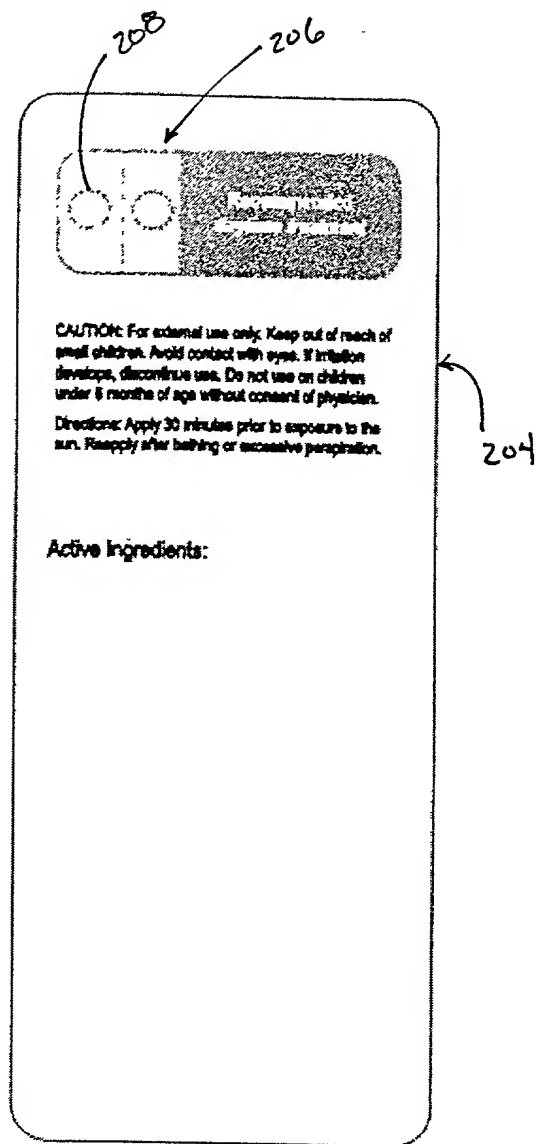 208
206
CAUTION: For external use only. Keep out of reach of
small children. Avoid contact with eyes. If irritation
develops, discontinue use. Do not use on children
under 6 months of age without consent of physician.
Directions: Apply 30 minutes prior to exposure to the
sun. Reapply after bathing or excessive perspiration.
204
Active Ingredients: